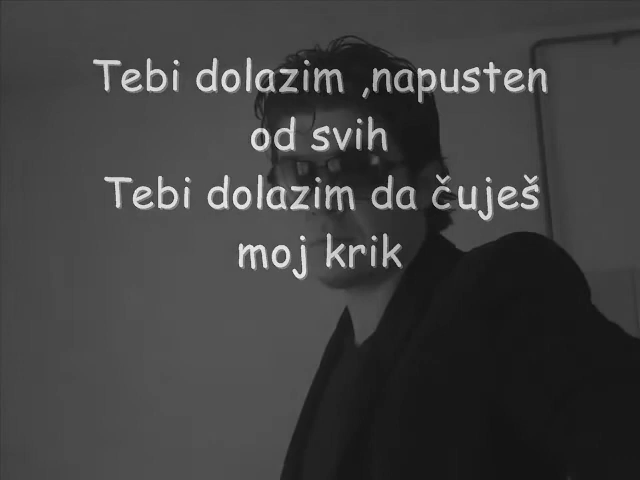 Tebi dolazim ,napusten
od svih
Tebi dolazim da čuješ
moj krik